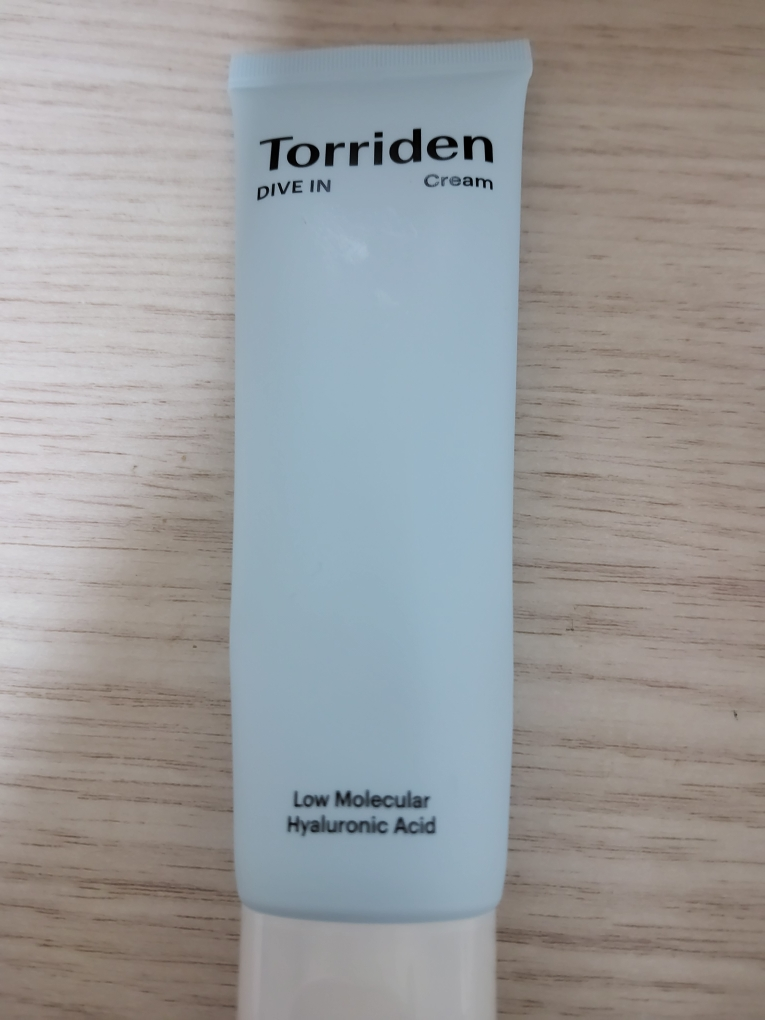 Torriden
DIVE IN Cream
Low Molecular
Hyaluronic Acid